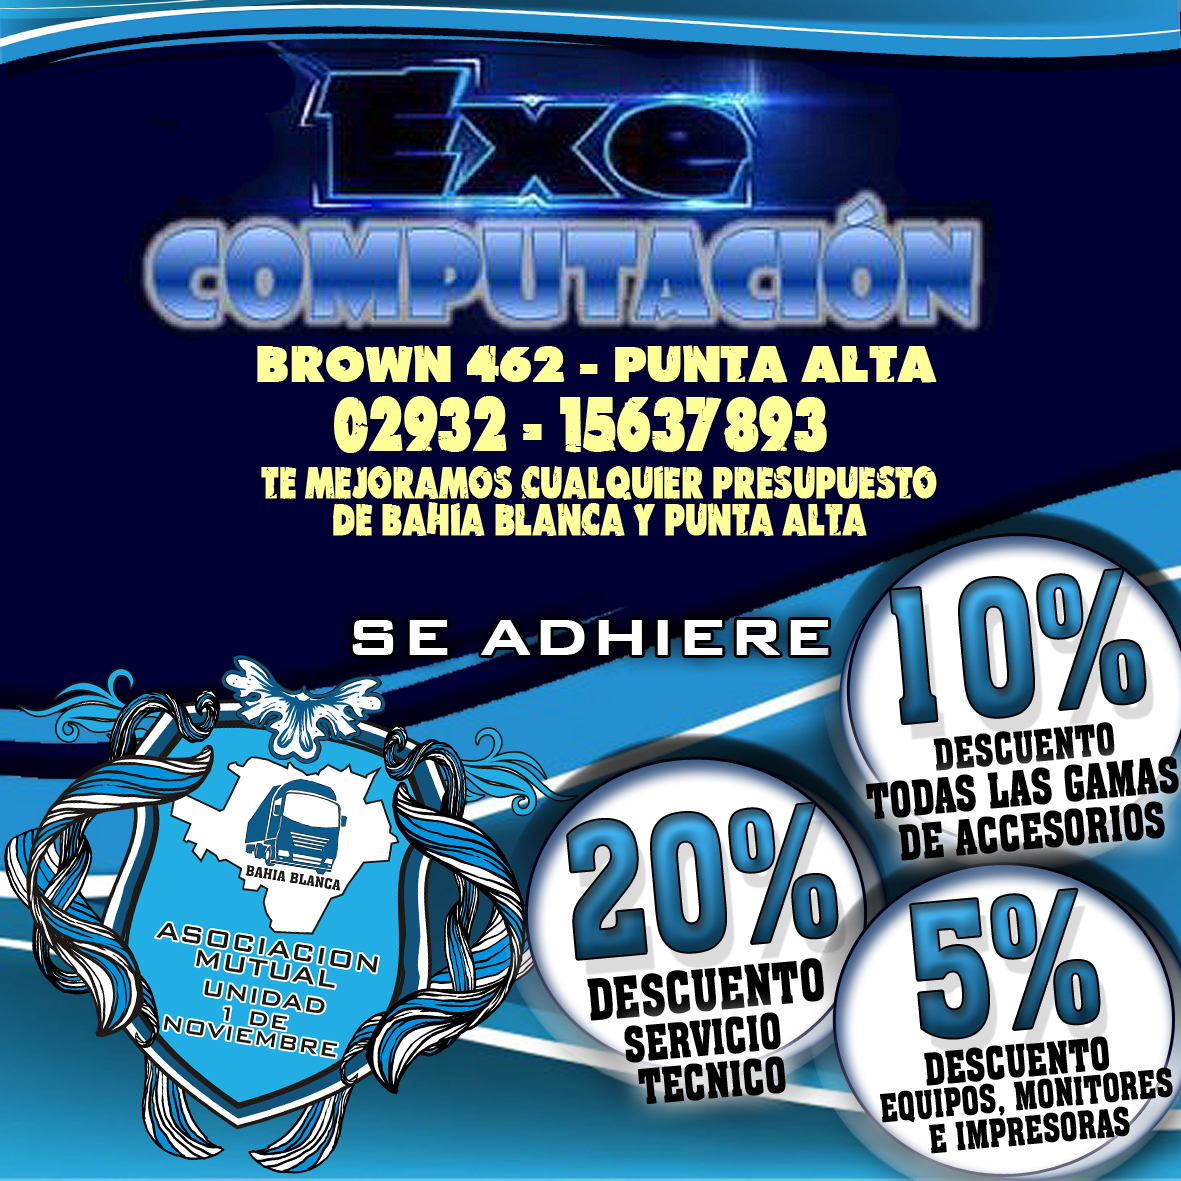 Exe
COMPUTACIÓN
BROWN 462 - PUNTA ALTA
02932 - 15637893
TE MEJORAMOS CUALQUIER PRESUPUESTO
DE BAHÍA BLANCA Y PUNTA ALTA
SE ADHIERE
10%
DESCUENTO
TODAS LAS GAMAS
DE ACCESORIOS
20%
DESCUENTO
SERVICIO
TECNICO
5%
DESCUENTO
EQUIPOS, MONITORES
E IMPRESORAS
BAHIA BLANCA
ASOCIACION
MUTUAL
UNIDAD
1 DE
NOVIEMBRE